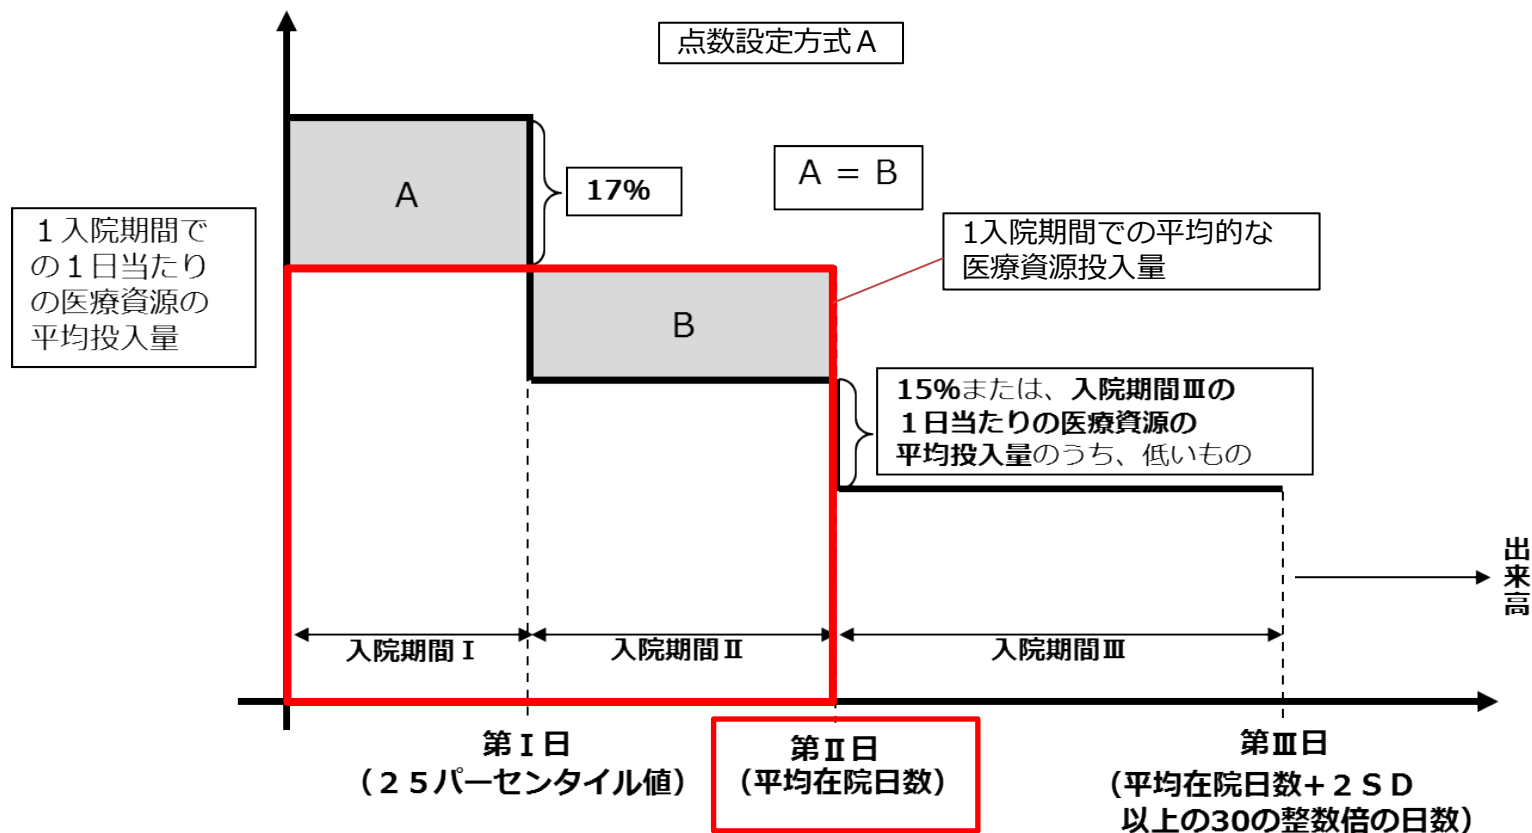 点数設定方式A
A
17%
A = B
1入院期間で
の1日当たり
の医療資源の
平均投入量
1入院期間での平均的な
医療資源投入量
B
15%または、入院期間Ⅲの
1日当たりの医療資源の
平均投入量のうち、低いもの
出来高
入院期間Ⅰ
入院期間Ⅱ
入院期間Ⅲ
第Ⅰ日
（25パーセンタイル値）
第Ⅱ日
（平均在院日数）
第Ⅲ日
（平均在院日数+2SD
以上の30の整数倍の日数）